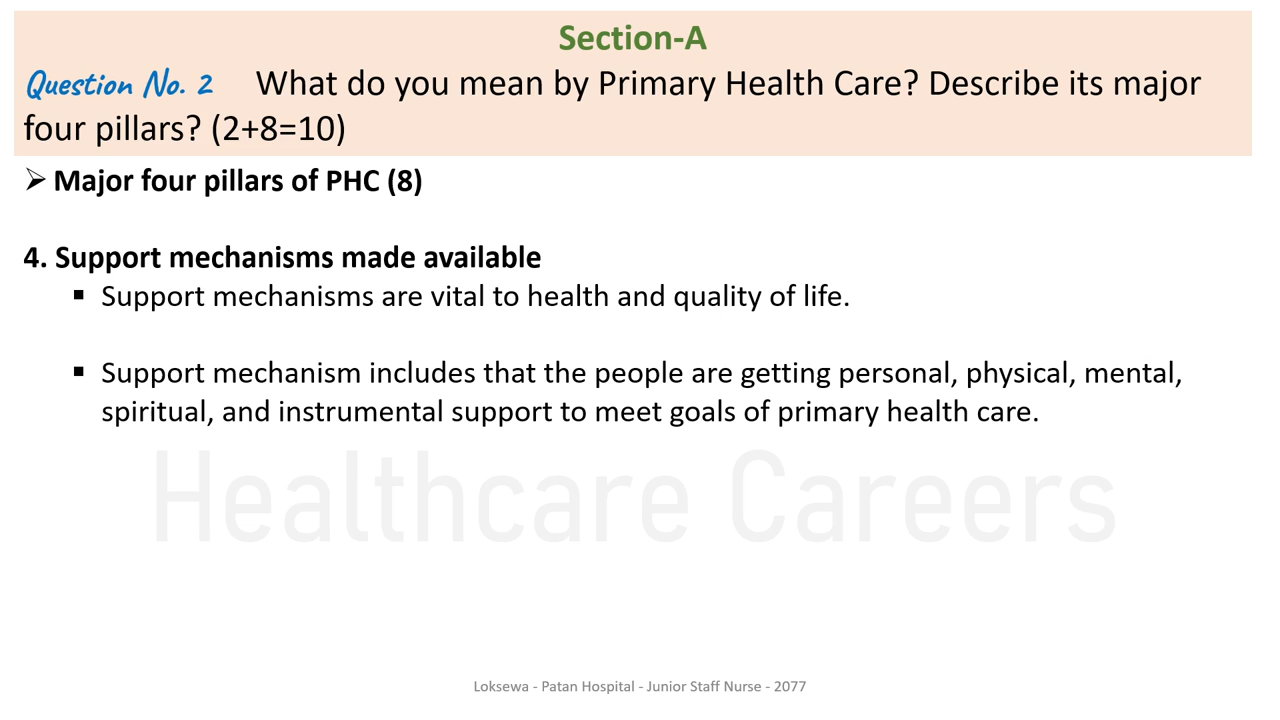 Section-A
Question No. 2 What do you mean by Primary Health Care? Describe its major
four pillars? (2+8=10)
➢ Major four pillars of PHC (8)
4. Support mechanisms made available
▪ Support mechanisms are vital to health and quality of life.
▪ Support mechanism includes that the people are getting personal, physical, mental,
spiritual, and instrumental support to meet goals of primary health care.
Healthcare Careers
Loksewa - Patan Hospital - Junior Staff Nurse - 2077